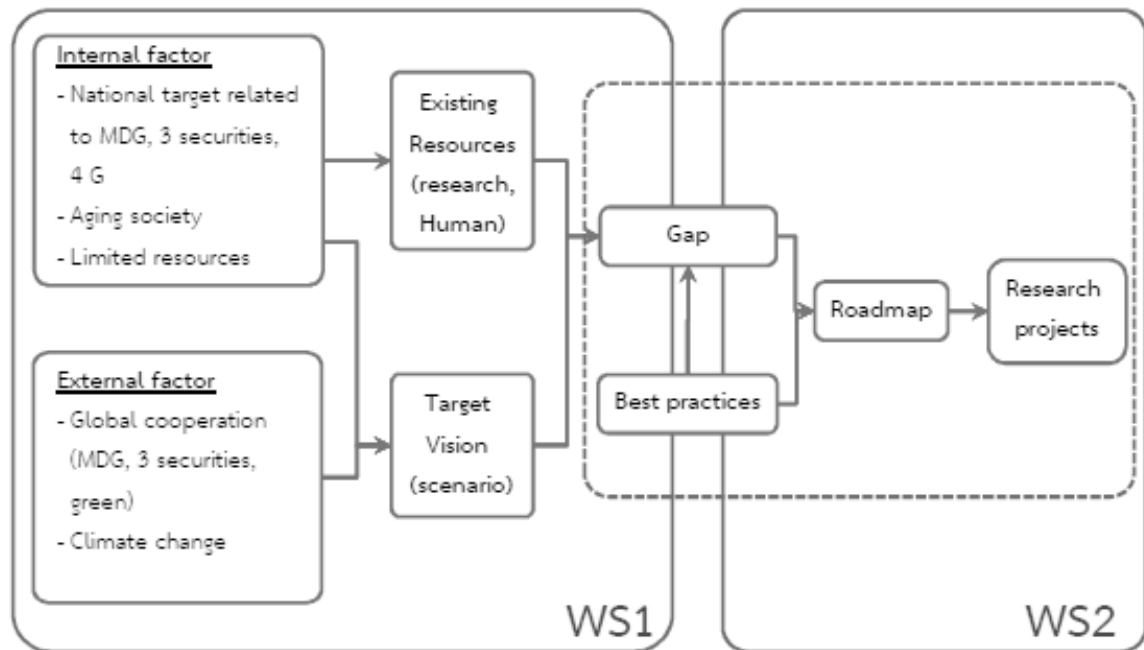 Internal factor
- National target related
to MDG, 3 securities,
4 G
- Aging society
- Limited resources
External factor
- Global cooperation
(MDG, 3 securities,
green)
- Climate change
Existing
Resources
(research,
Human)
Target
Vision
(scenario)
Gap
Best practices
Roadmap
Research
projects
WS1
WS2